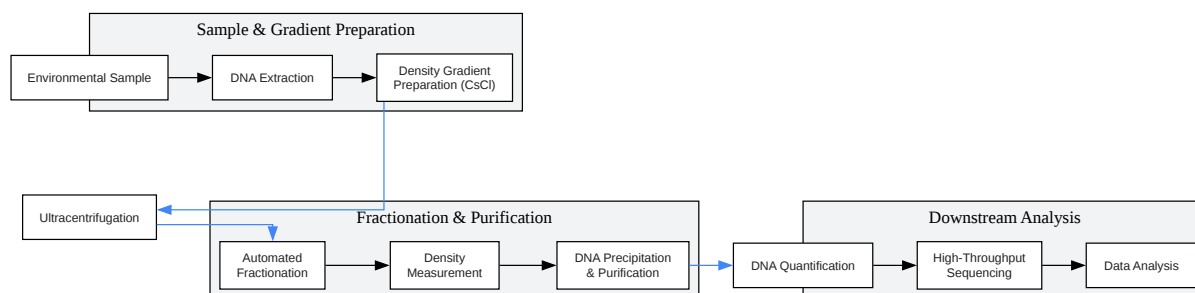 Sample & Gradient Preparation
Environmental Sample
DNA Extraction
Density Gradient
Preparation (CsCl)
Ultracentrifugation
Fractionation & Purification
Automated
Fractionation
Density
Measurement
DNA Precipitation
& Purification
Downstream Analysis
DNA Quantification
High-Throughput
Sequencing
Data Analysis